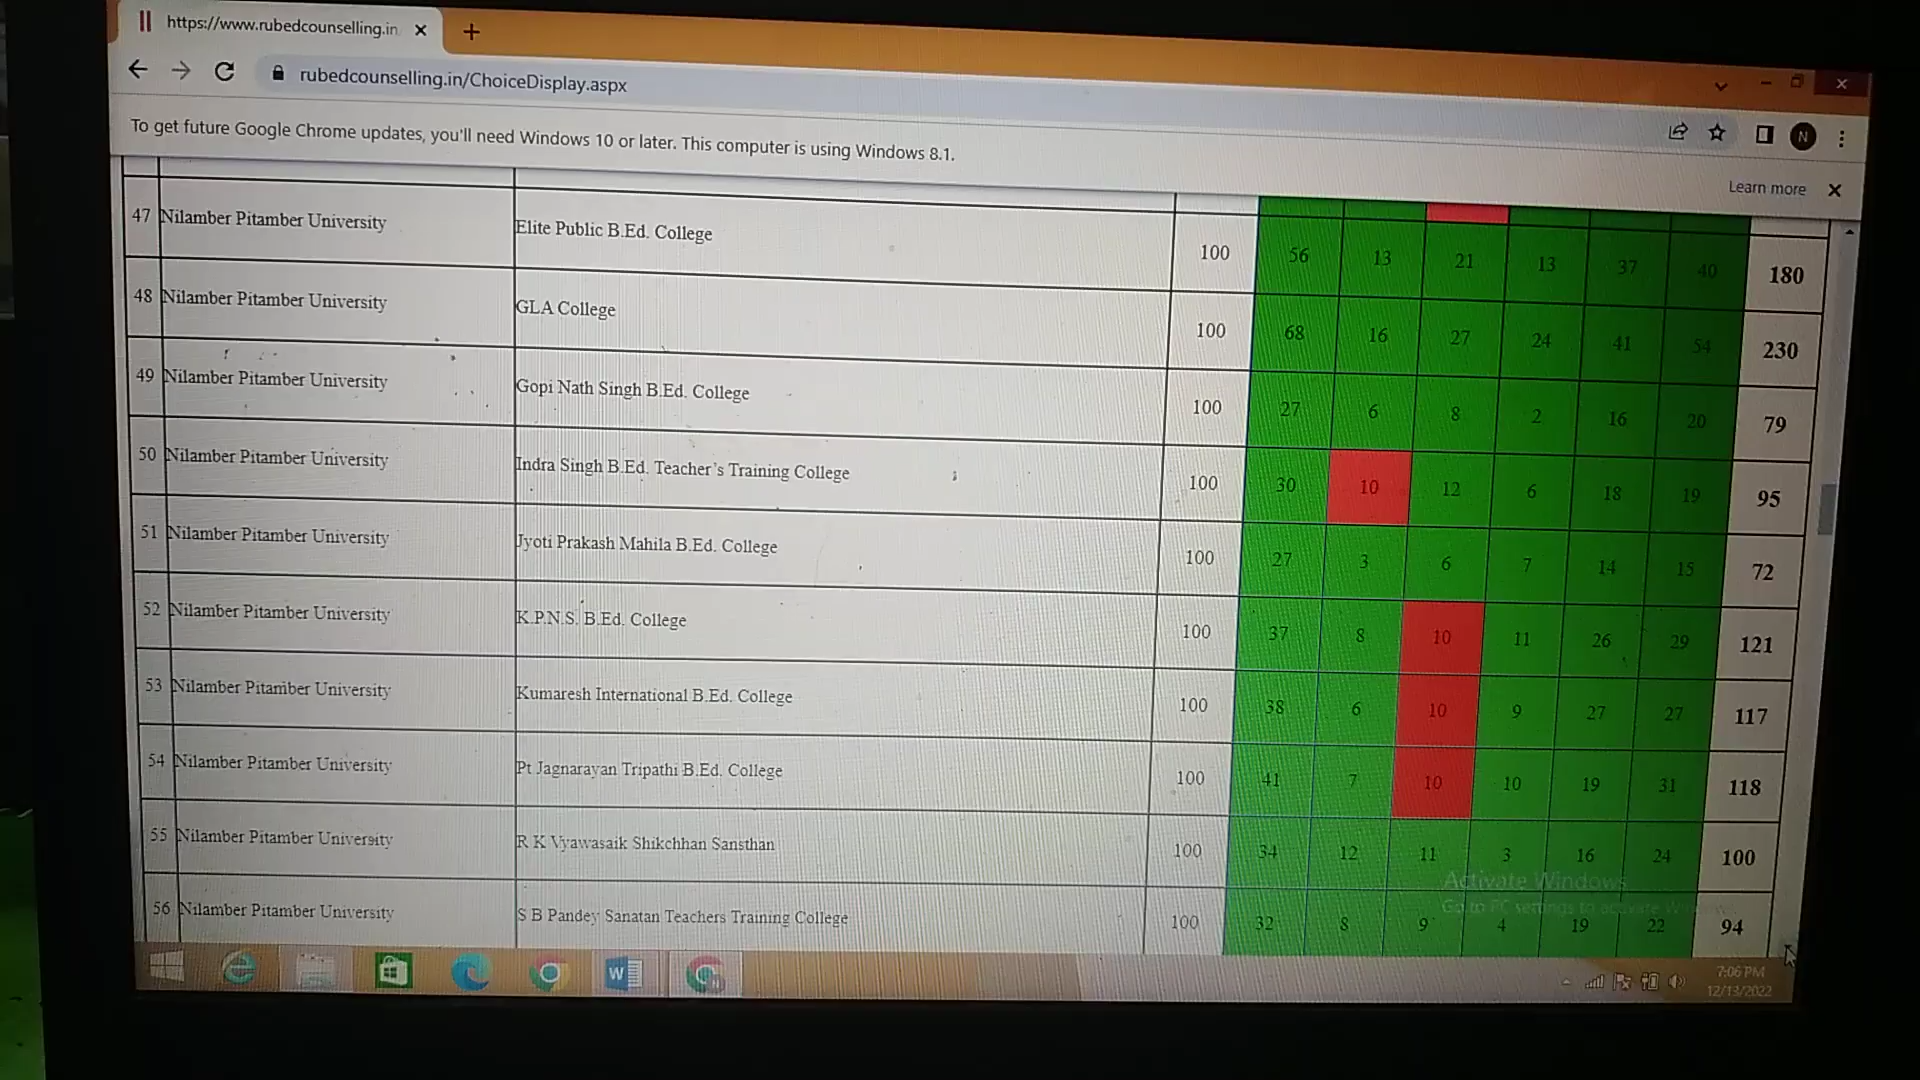 https://www.rubedcounselling.in
rubedcounselling.in/ChoiceDisplay.aspx
N
To get future Google Chrome updates, you'll need Windows 10 or later. This computer is using Windows 8.1.
Learn more
47 Nilamber Pitamber University Elite Public B.Ed. College 100 56 13 21 13 37 40 180
48 Nilamber Pitamber University GLA College 100 68 16 27 24 41 54 230
49 Nilamber Pitamber University Gopi Nath Singh B.Ed. College 100 27 6 8 2 16 20 79
50 Nilamber Pitamber University Indra Singh B.Ed. Teacher's Training College 100 30 10 12 6 18 19 95
51 Nilamber Pitamber University Jyoti Prakash Mahila B.Ed. College 100 27 3 6 7 14 15 72
52 Nilamber Pitamber University K.P.N.S. B.Ed. College 100 37 8 10 11 26 29 121
53 Nilamber Pitamber University Kumaresh International B.Ed. College 100 38 6 10 9 27 27 117
54 Nilamber Pitamber University Pt Jagnarayan Tripathi B.Ed. College 100 41 7 10 10 19 31 118
55 Nilamber Pitamber University R K Vyawasaik Shikchhan Sansthan 100 34 12 11 3 16 24 100
Activate Windows
Go to PC settings to activate
56 Nilamber Pitamber University S B Pandey Sanatan Teachers Training College 100 32 8 9 4 19 22 94
7:06 PM
12/13/2022